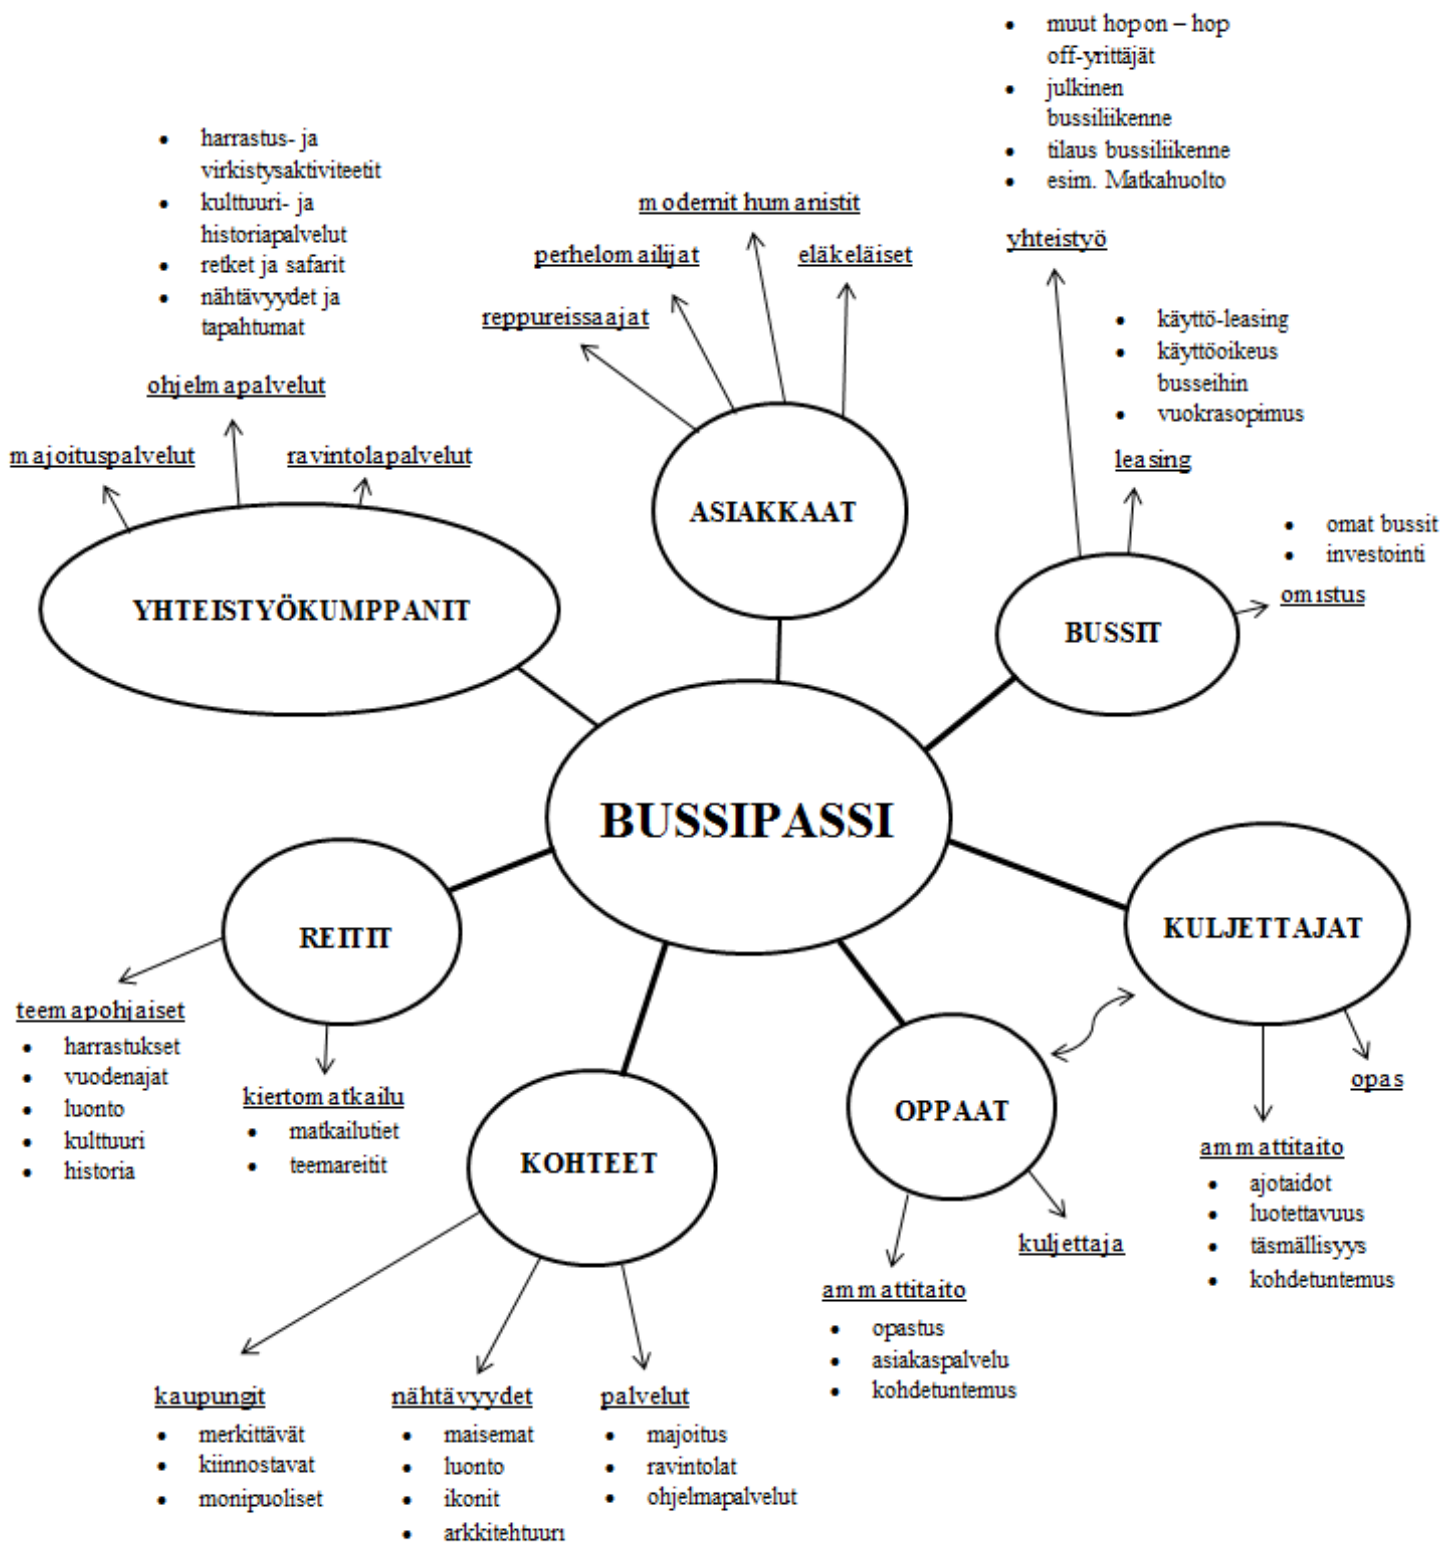 • muut hop on – hop
off-yrittäjät
• julkinen
bussiliikenne
• tilaus bussiliikenne
• esim. Matkahuolto
yhteistyö
• harrastus- ja
virkistysaktiviteetit
• kulttuuri- ja
historiapalvelut
• retket ja safarit
• nähtävyydet ja
tapahtumat
ohjelmapalvelut
majoituspalvelut
ravintolapalvelut
modernit humanistit
perhelomailijat
eläkeläiset
reppureissaajat
• käyttö-leasing
• käyttöoikeus
busseihin
• vuokrasopimus
leasing
• omat bussit
• investointi
omistus
ASIAKKAAT
YHTEISTYÖKUMPPANIT
BUSSIT
BUSSIPASSI
REITIT
KULJETTAJAT
teemapohjaiset
• harrastukset
• vuodenajat
• luonto
• kulttuuri
• historia
kiertomatkailu
• matkailutiet
• teemareitit
KOHTEET
OPPAAT
opas
ammattitaito
• ajotaidot
• luotettavuus
• täsmällisyys
• kohdetuntemus
kuljettaja
ammattitaito
• opastus
• asiakaspalvelu
• kohdetuntemus
kaupungit
• merkittävät
• kiinnostavat
• monipuoliset
nähtävyydet
• maisemat
• luonto
• ikonit
• arkkitehtuuri
palvelut
• majoitus
• ravintolat
• ohjelmapalvelut